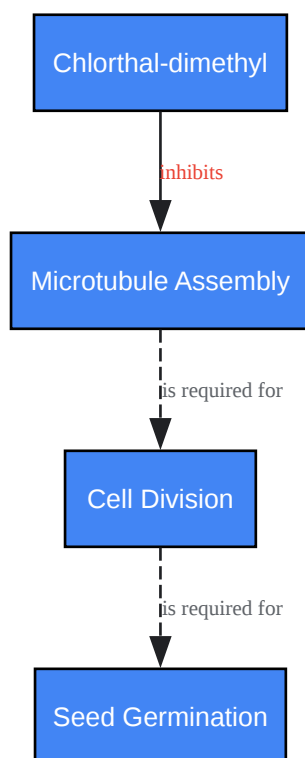 Chlorthal-dimethyl
inhibits
Microtubule Assembly
is required for
Cell Division
is required for
Seed Germination